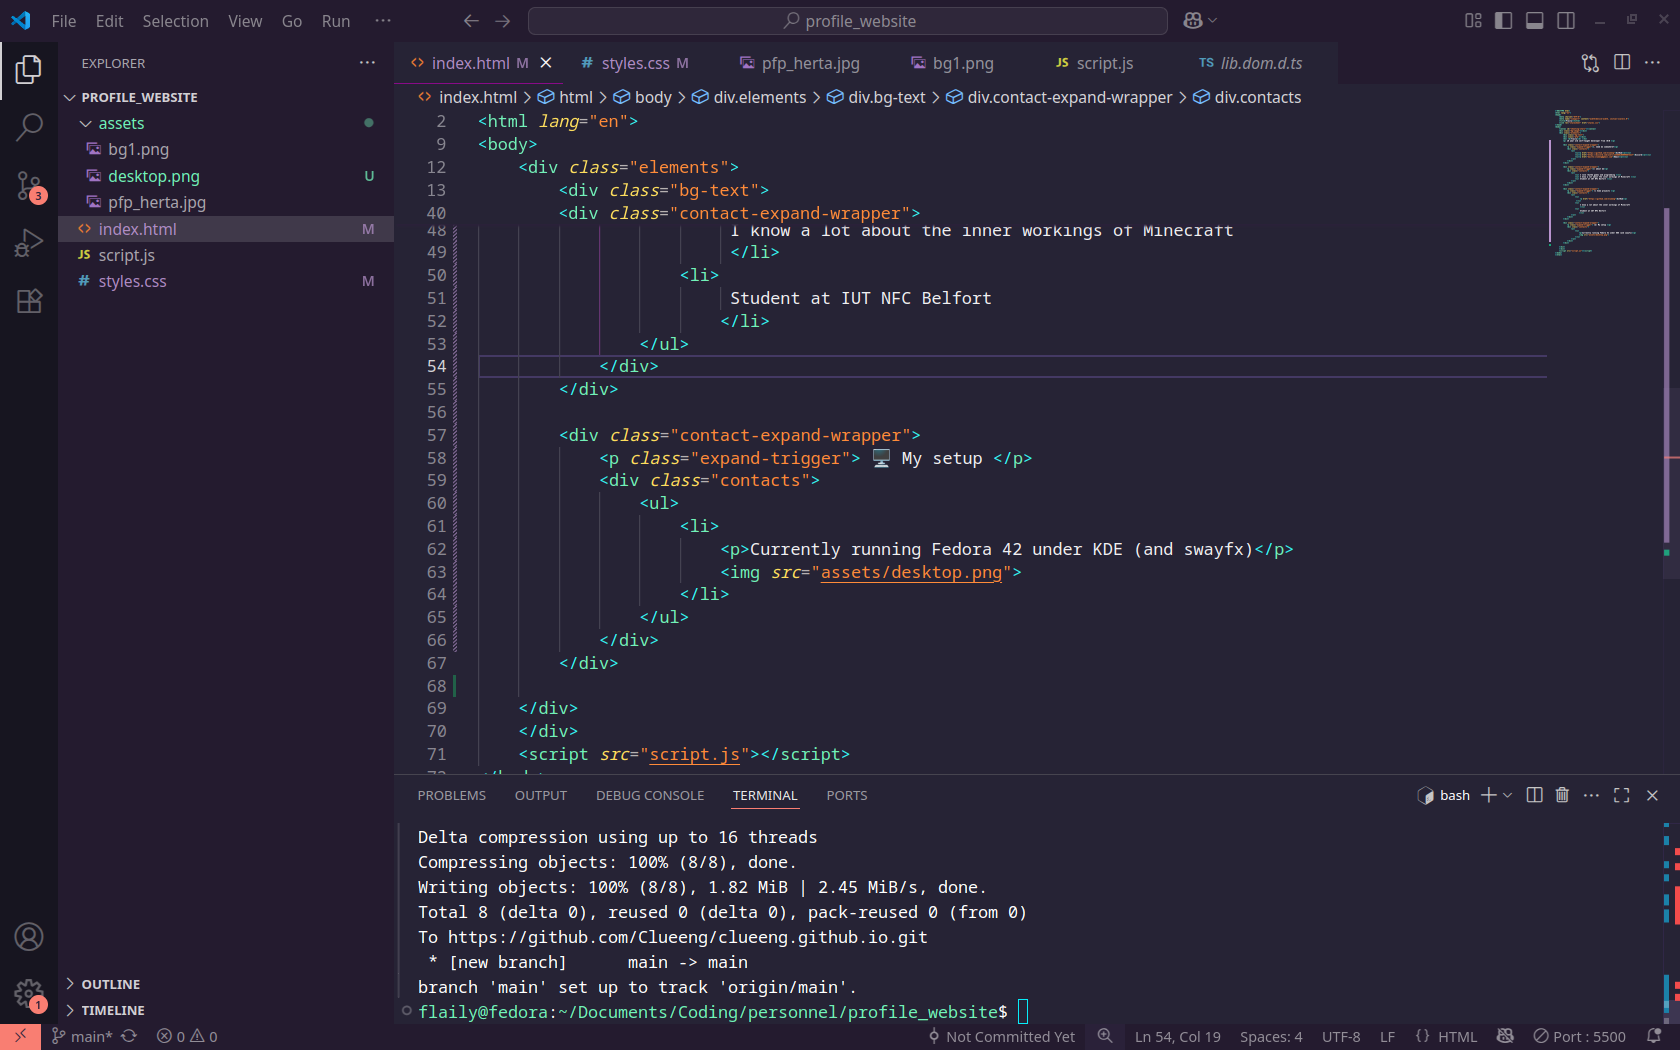 File Edit Selection View Go Run ··· profile_website
EXPLORER ···
PROFILE_WEBSITE
assets
bg1.png
desktop.png U
pfp_herta.jpg
index.html M
JS script.js
# styles.css M
OUTLINE
TIMELINE
3
1
index.html M # styles.css M pfp_herta.jpg bg1.png JS script.js TS lib.dom.d.ts
index.html > html > body > div.elements > div.bg-text > div.contact-expand-wrapper > div.contacts
2 <html lang="en">
9 <body>
12 <div class="elements">
13 <div class="bg-text">
40 <div class="contact-expand-wrapper">
48 I know a lot about the inner workings of Minecraft
49 </li>
50 <li>
51 Student at IUT NFC Belfort
52 </li>
53 </ul>
54 </div>
55 </div>
56
57 <div class="contact-expand-wrapper">
58 <p class="expand-trigger"> 🖥️ My setup </p>
59 <div class="contacts">
60 <ul>
61 <li>
62 <p>Currently running Fedora 42 under KDE (and swayfx)</p>
63 <img src="assets/desktop.png">
64 </li>
65 </ul>
66 </div>
67 </div>
68
69 </div>
70 </div>
71 <script src="script.js"></script>
PROBLEMS OUTPUT DEBUG CONSOLE TERMINAL PORTS bash
Delta compression using up to 16 threads
Compressing objects: 100% (8/8), done.
Writing objects: 100% (8/8), 1.82 MiB | 2.45 MiB/s, done.
Total 8 (delta 0), reused 0 (delta 0), pack-reused 0 (from 0)
To https://github.com/Clueeng/clueeng.github.io.git
* [new branch] main -> main
branch 'main' set up to track 'origin/main'.
flaily@fedora:~/Documents/Coding/personnel/profile_website$
main* 0 0 Not Committed Yet Ln 54, Col 19 Spaces: 4 UTF-8 LF {} HTML Port : 5500